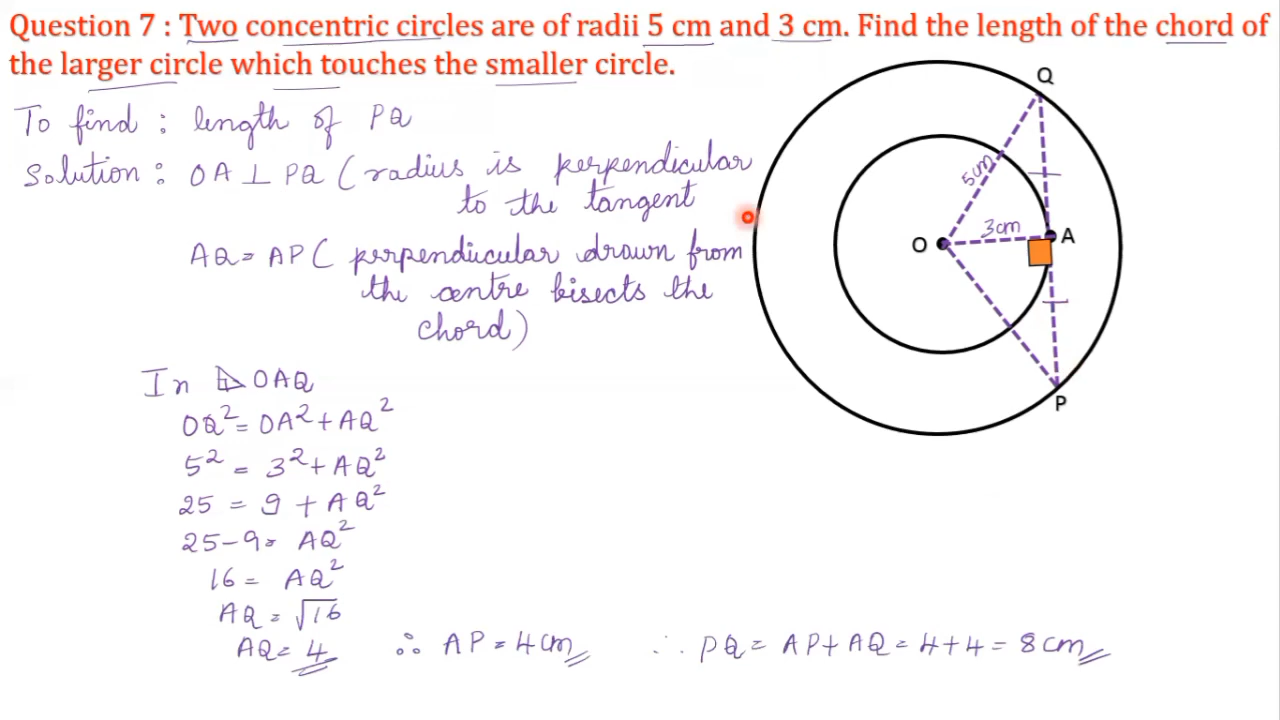 Question 7 : Two concentric circles are of radii 5 cm and 3 cm. Find the length of the chord of
the larger circle which touches the smaller circle.
To find : length of PQ
Solution : OA ⊥ PQ ( radius is perpendicular
to the tangent
AQ = AP ( perpendicular drawn from
the centre bisects the
chord )
In ⊿OAQ
OQ² = OA² + AQ²
5² = 3² + AQ²
25 = 9 + AQ²
25 - 9 = AQ²
16 = AQ²
AQ = √16
AQ = 4 ∴ AP = 4 cm ∴ PQ = AP + AQ = 4 + 4 = 8 cm
Q
5cm
3cm
O
A
P